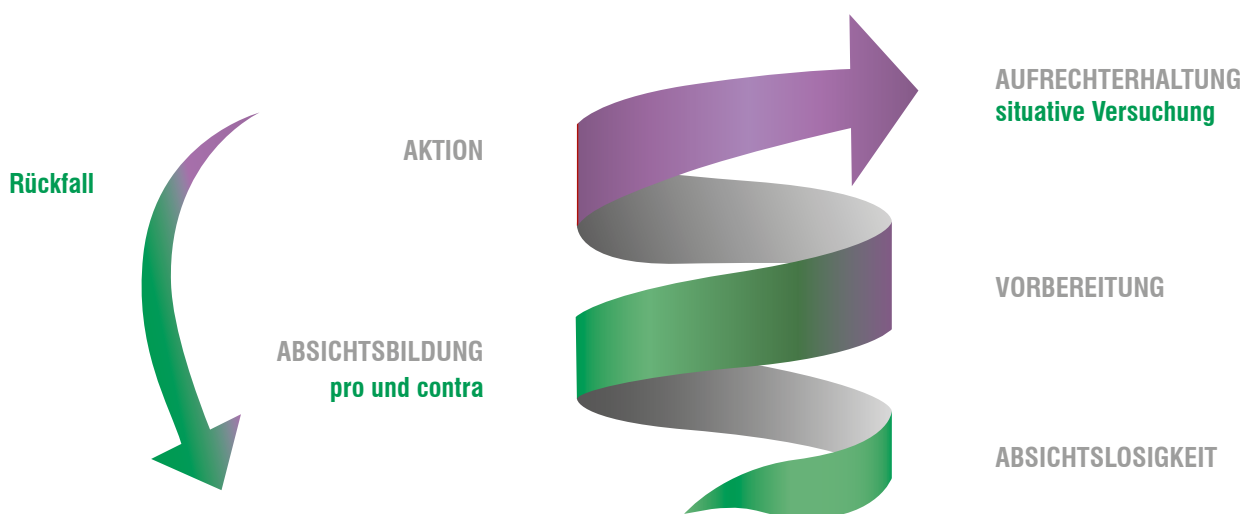 AUFRECHTERHALTUNG
situative Versuchung
AKTION
Rückfall
VORBEREITUNG
ABSICHTSBILDUNG
pro und contra
ABSICHTSLOSIGKEIT